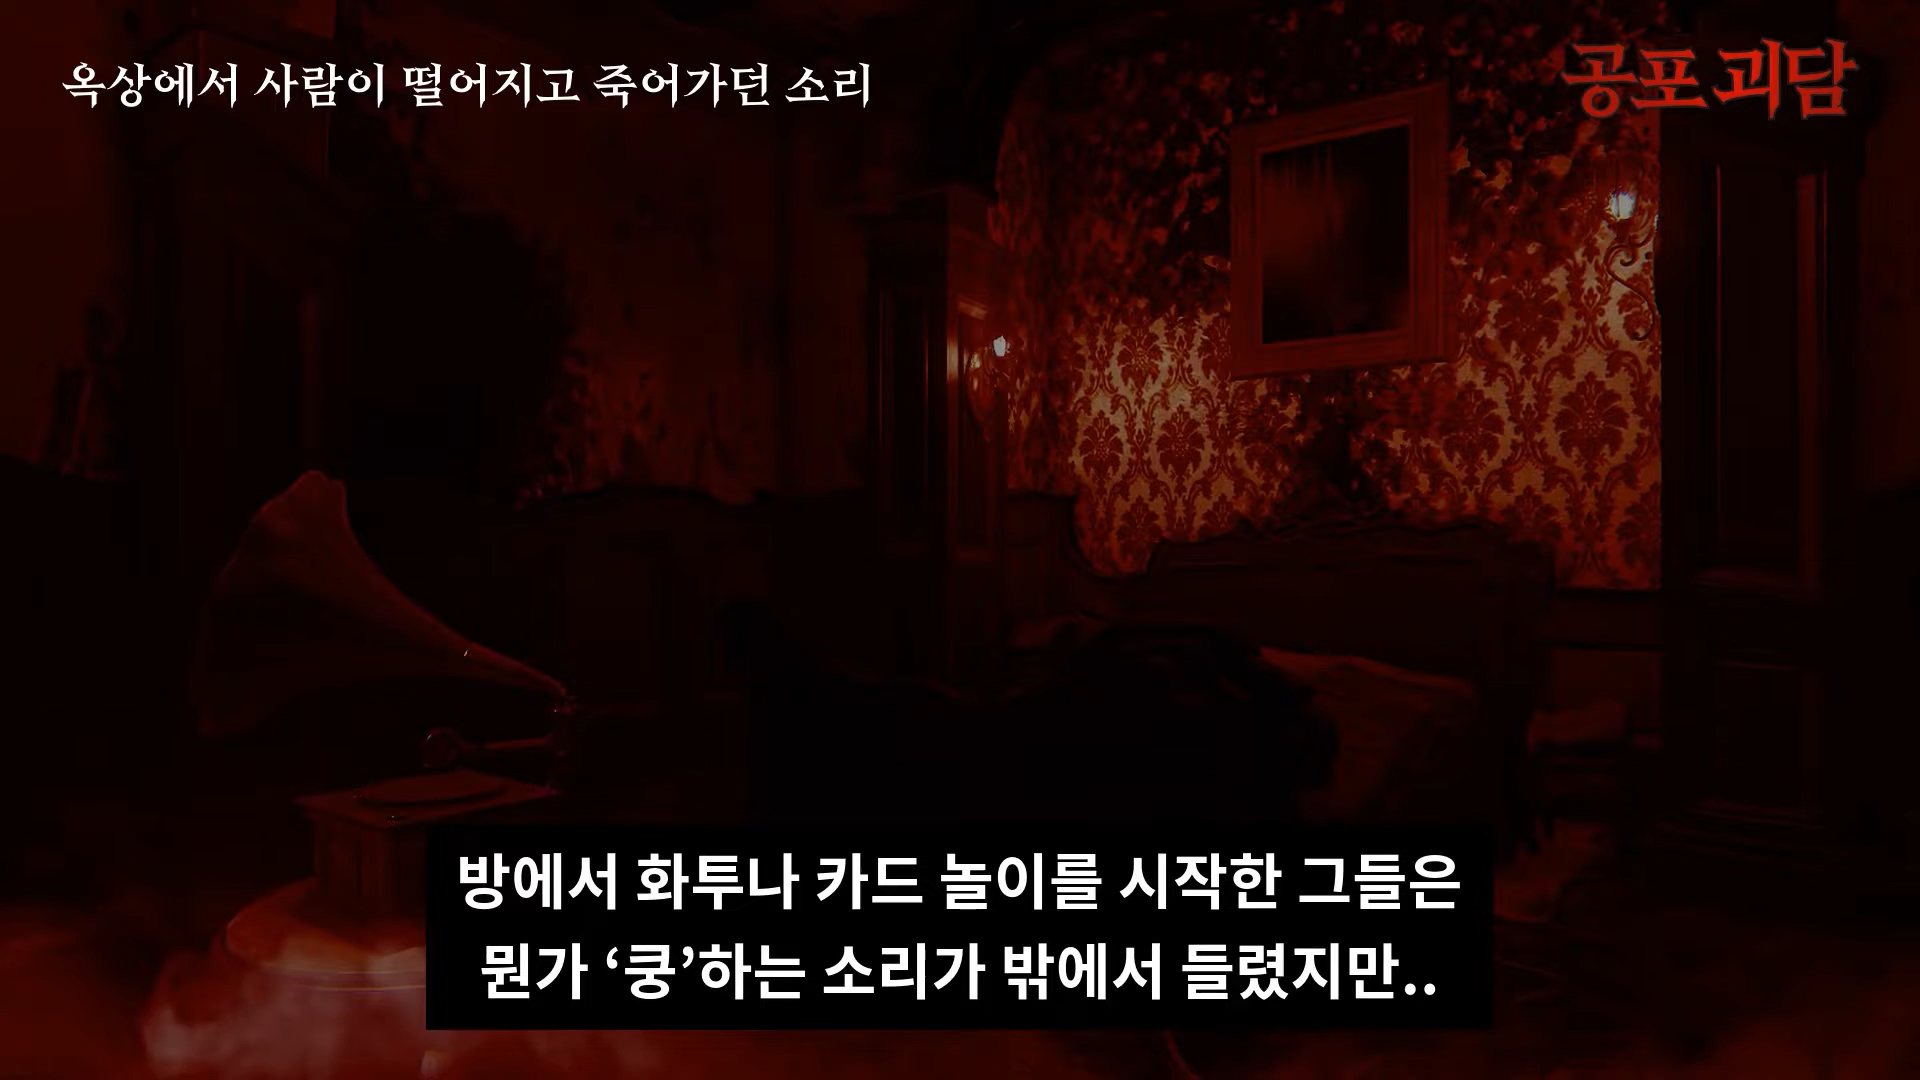 옥상에서 사람이 떨어지고 죽어가던 소리
공포 괴담
방에서 화투나 카드 놀이를 시작한 그들은
뭔가 ‘쿵’하는 소리가 밖에서 들렸지만..